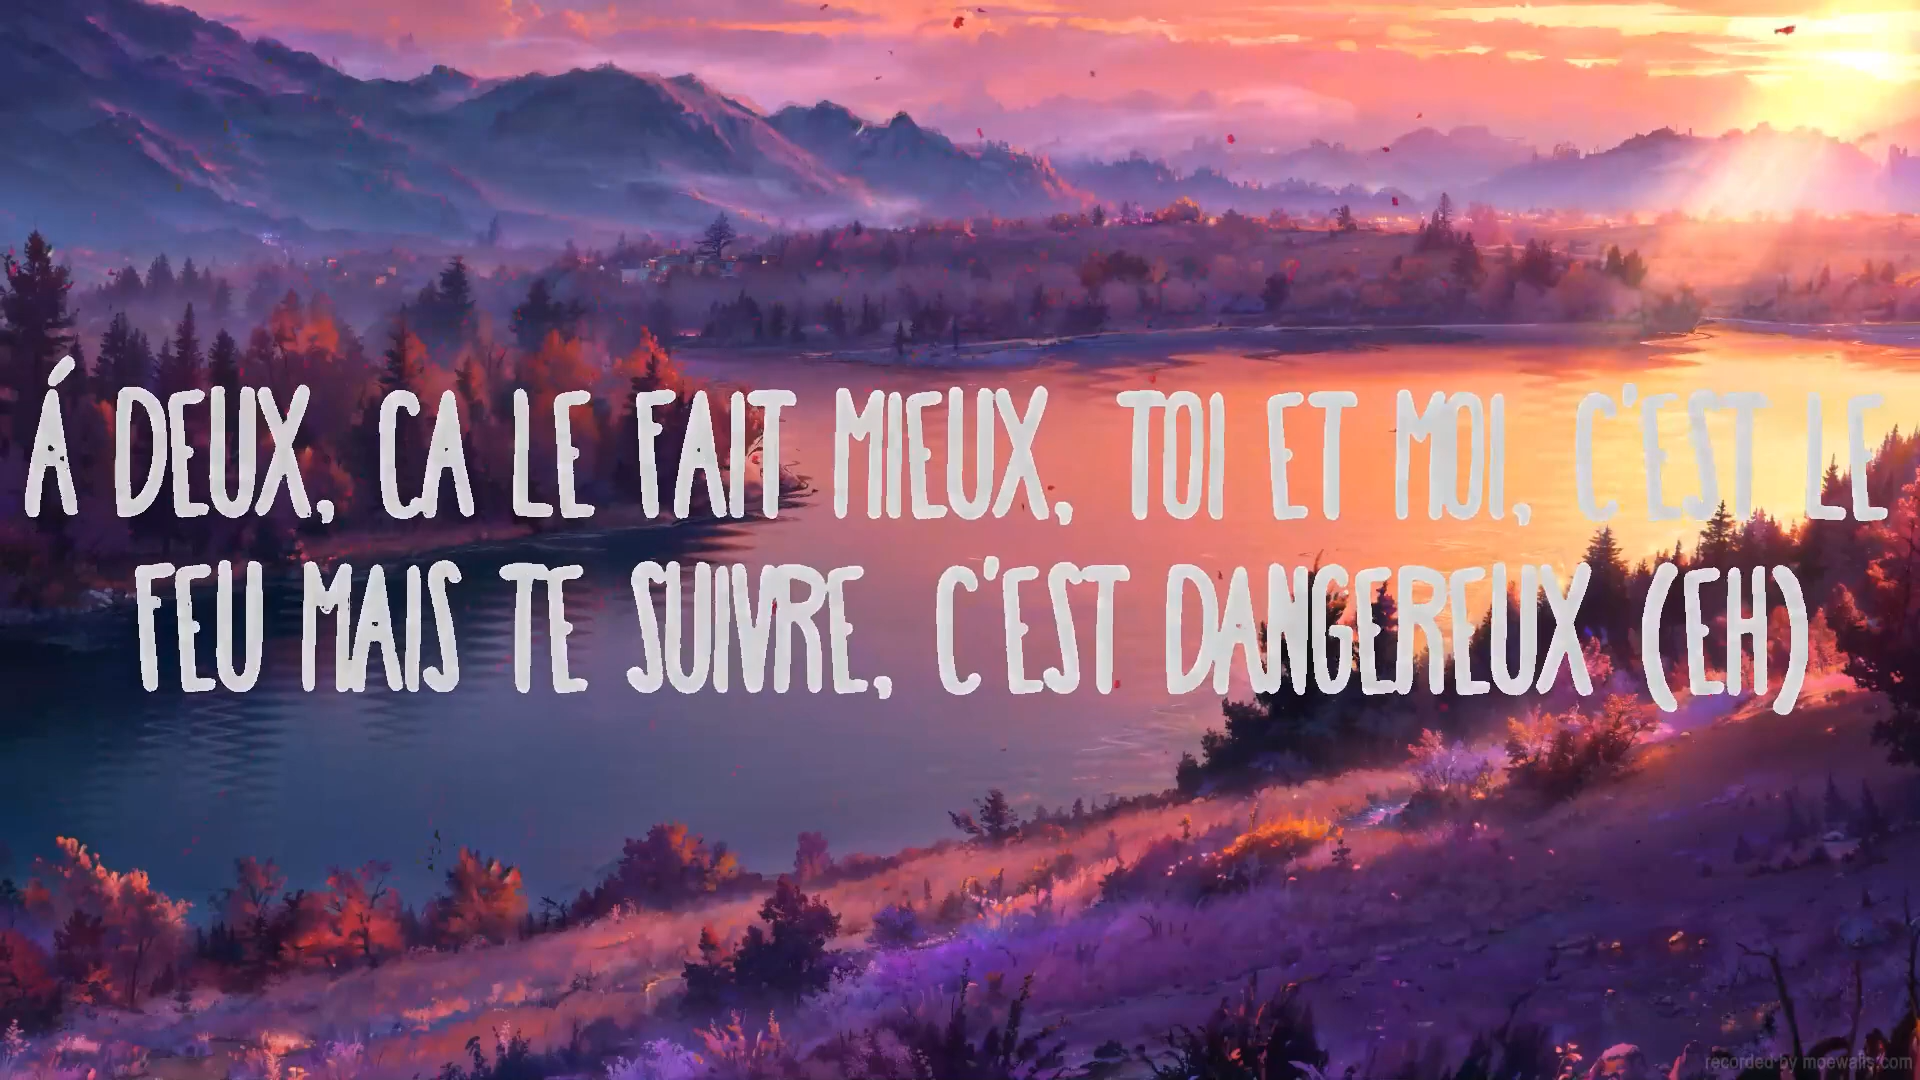 Á DEUX, CA LE FAIT MIEUX, TOI ET MOI, C'EST LE
FEU MAIS TE SUIVRE, C'EST DANGEREUX (EH)
recorded by moewalls.com